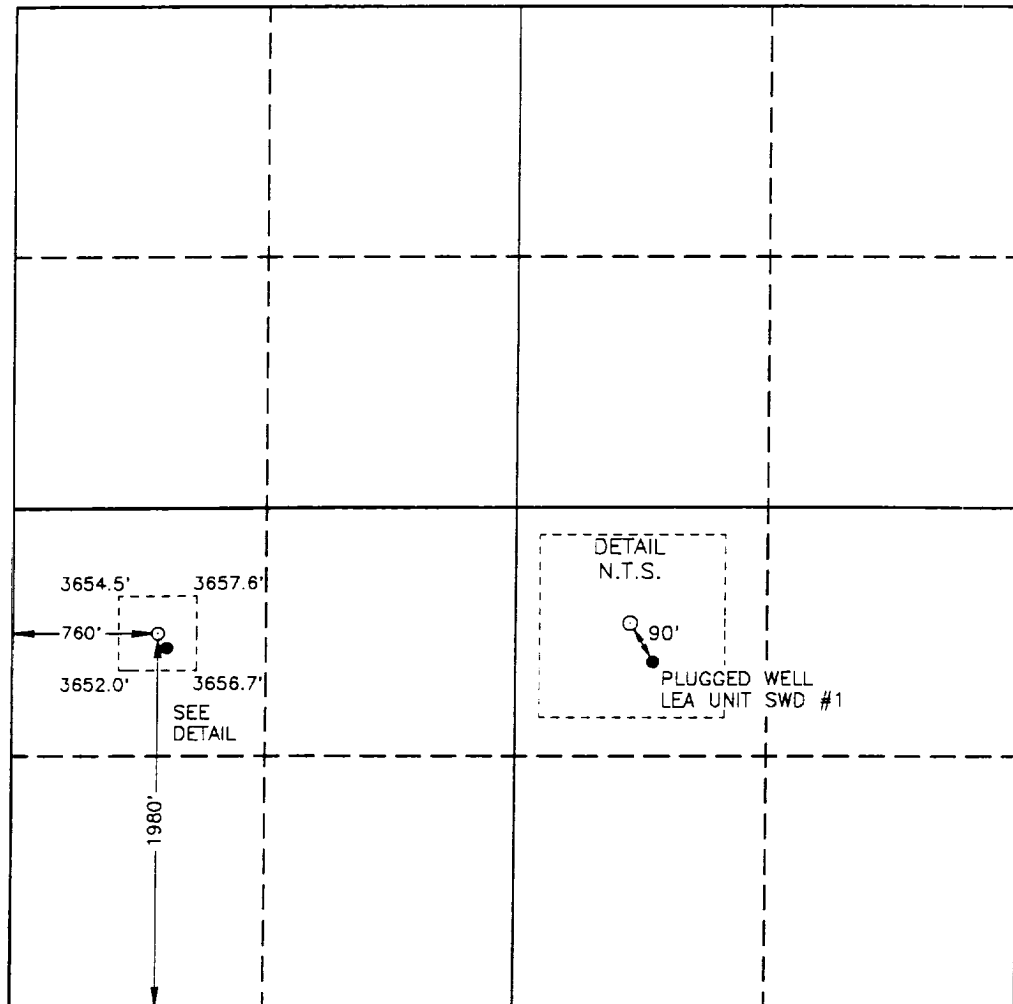 3654.5'
3657.6'
760'
3652.0'
3656.7'
SEE
DETAIL
1980'
DETAIL
N.T.S.
90'
PLUGGED WELL
LEA UNIT SWD #1